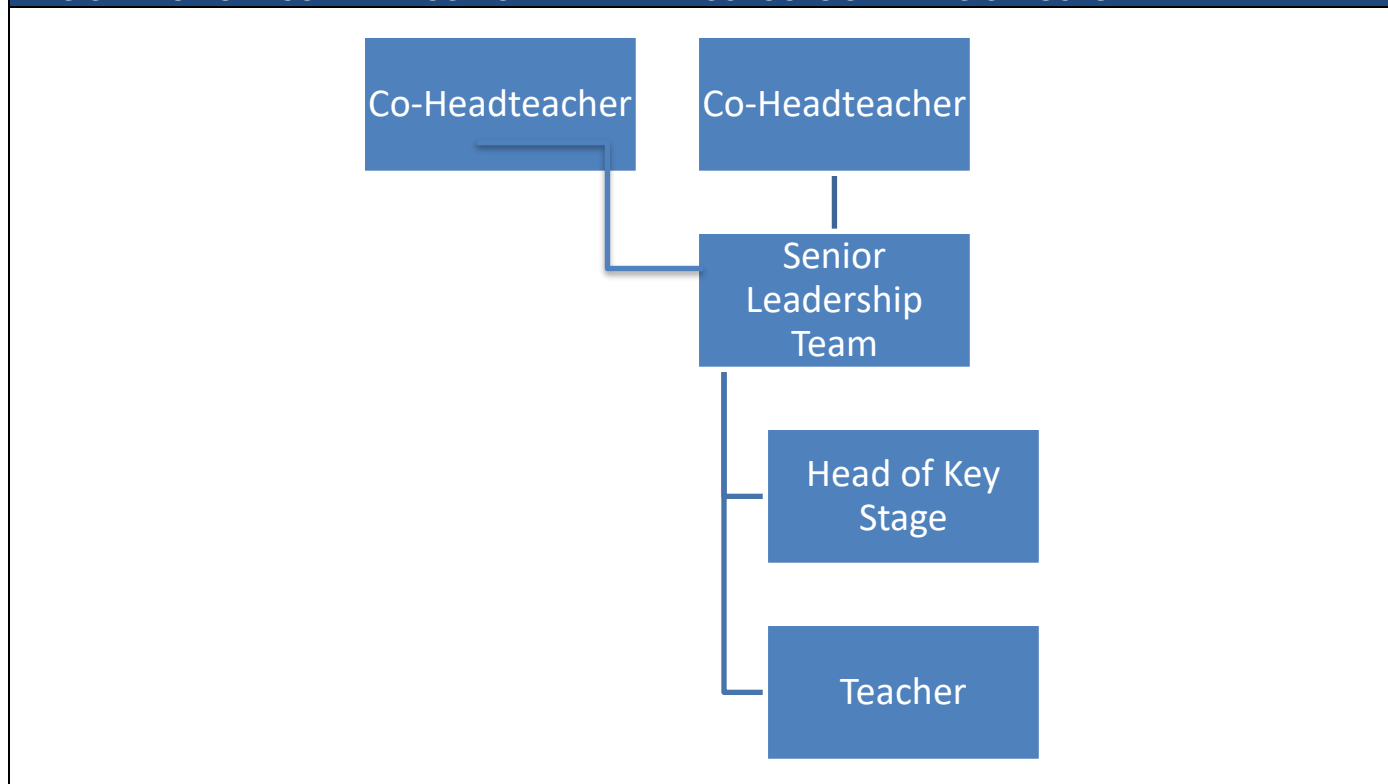 Co-Headteacher
Co-Headteacher
Senior
Leadership
Team
Head of Key
Stage
Teacher